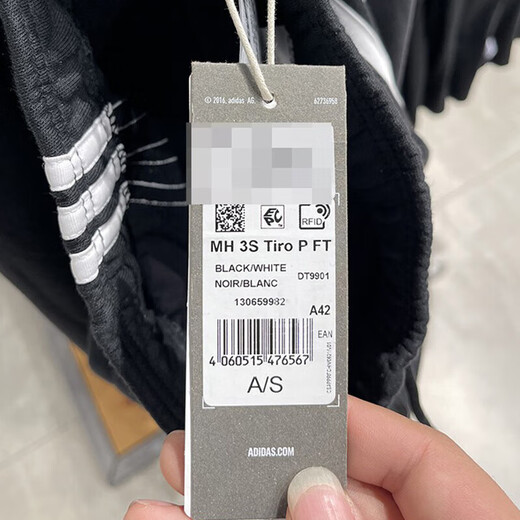 © 2016, adidas AG.
62736950
RFID
MH 3S Tiro P FT
BLACK/WHITE
NOIR/BLANC
DT9901
130659982
A42
EAN
4 060515 476567
A/S
ADIDAS.COM